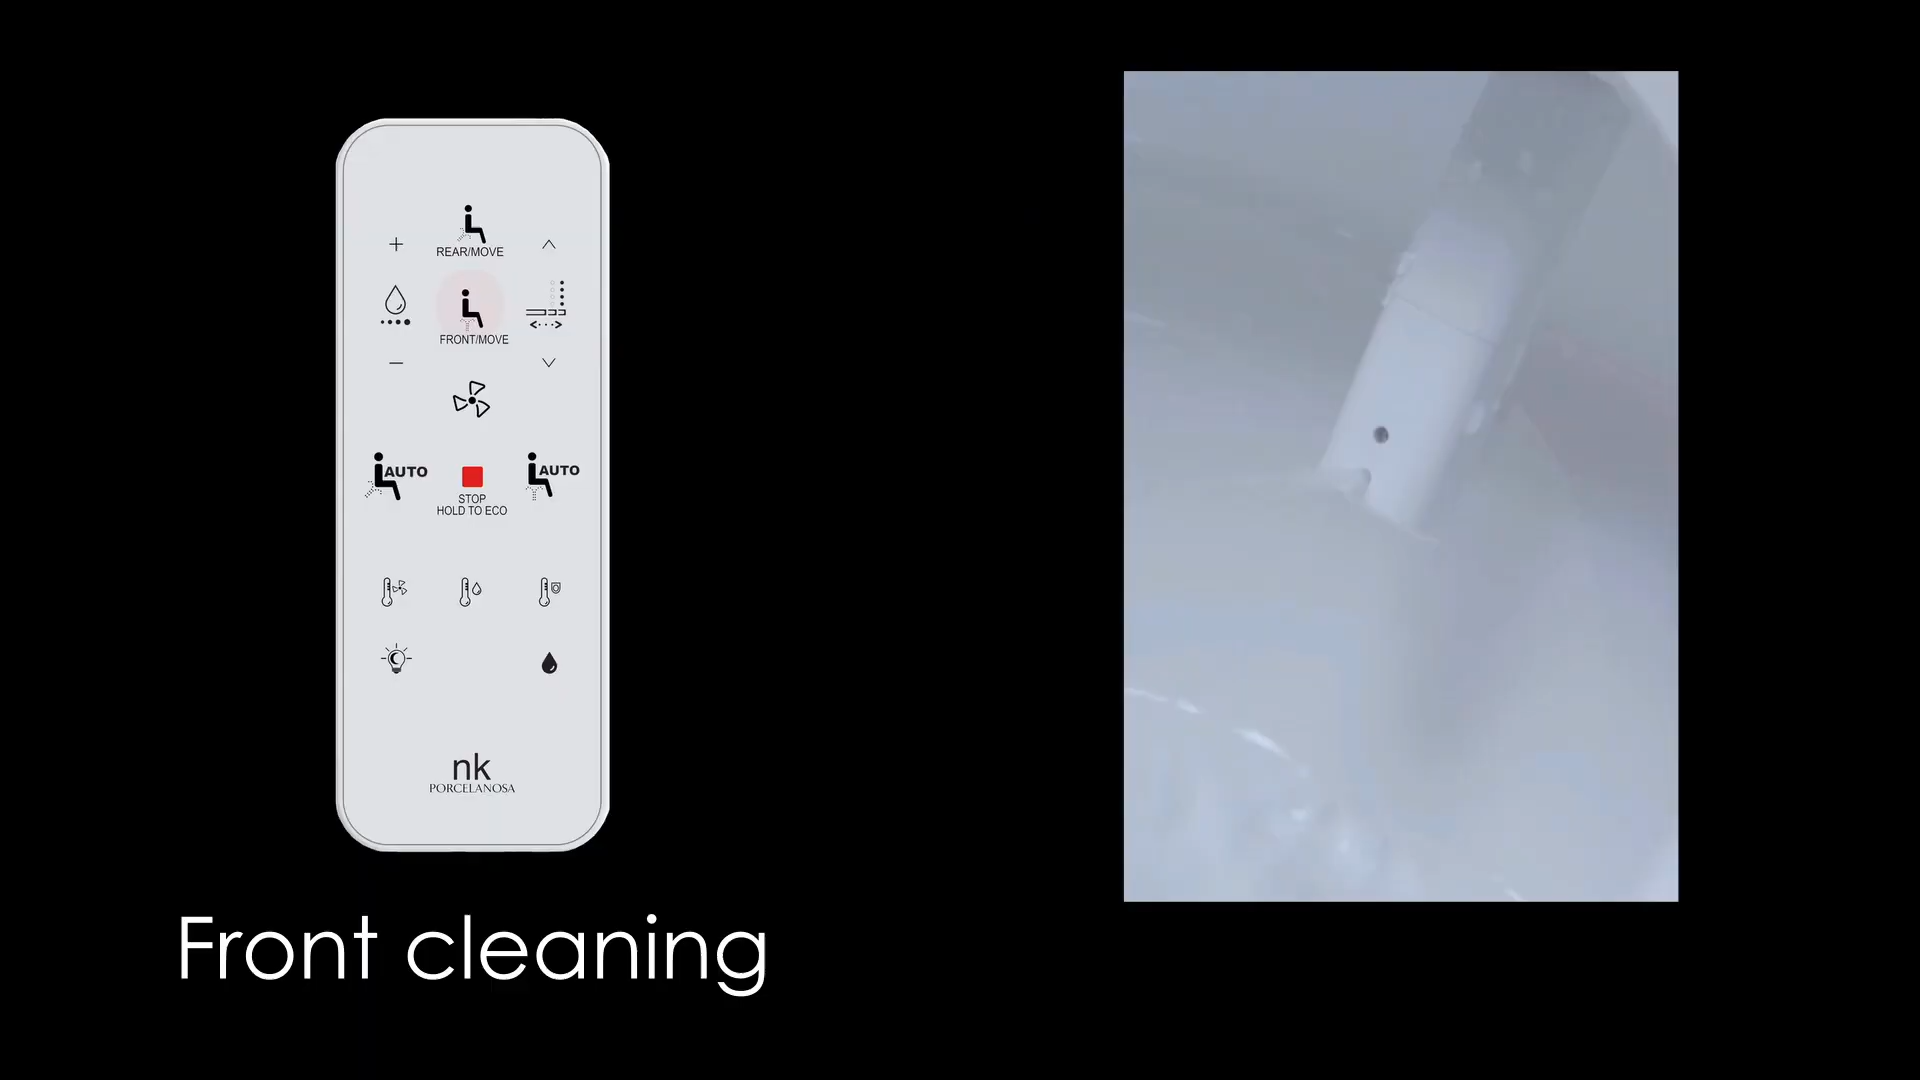 REAR/MOVE
FRONT/MOVE
AUTO
AUTO
STOP
HOLD TO ECO
nk
PORCELANOSA
Front cleaning